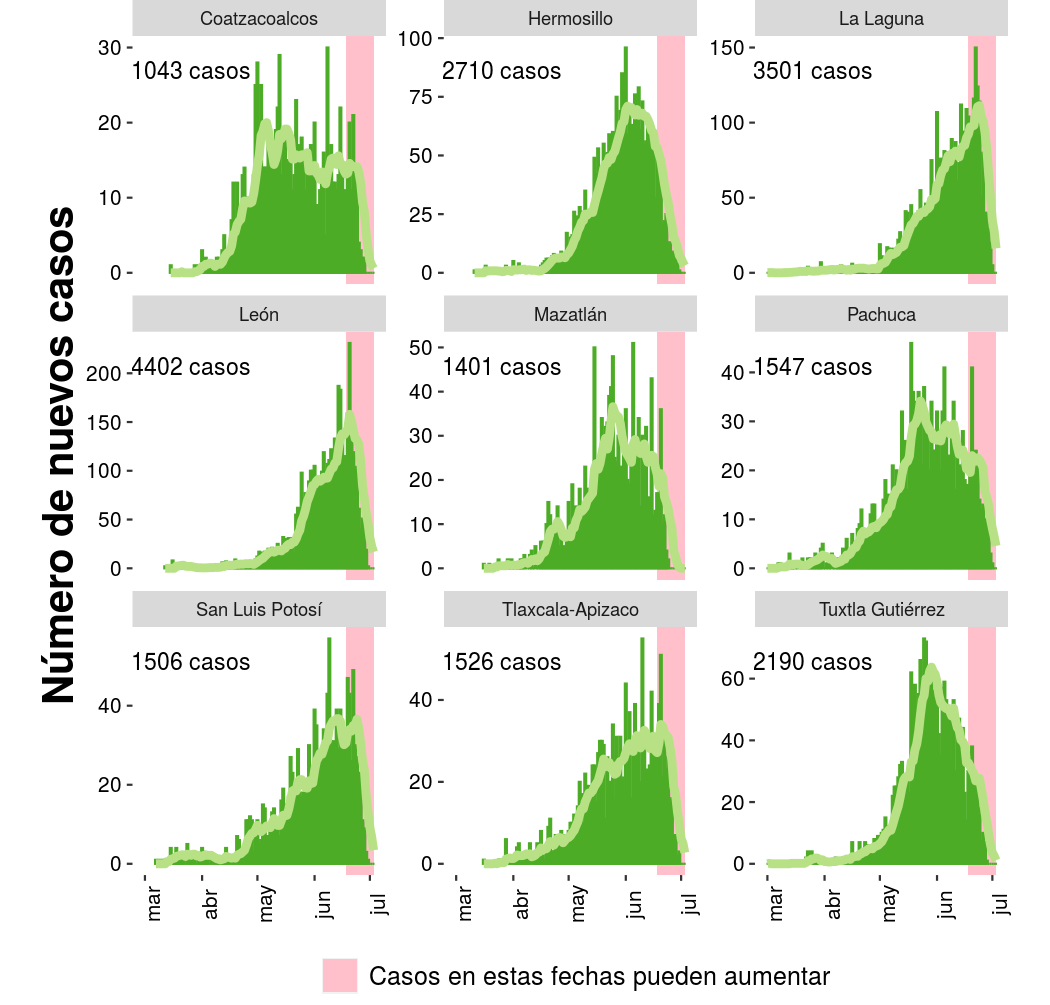 Número de nuevos casos
Coatzacoalcos
Hermosillo
La Laguna
30
20
10
0
1043 casos
100
75
50
25
0
2710 casos
150
100
50
0
3501 casos
León
Mazatlán
Pachuca
200
150
100
50
0
4402 casos
50
40
30
20
10
0
1401 casos
40
30
20
10
0
1547 casos
San Luis Potosí
Tlaxcala-Apizaco
Tuxtla Gutiérrez
40
20
0
1506 casos
40
20
0
1526 casos
60
40
20
0
2190 casos
mar abr may jun jul
mar abr may jun jul
mar abr may jun jul
Casos en estas fechas pueden aumentar